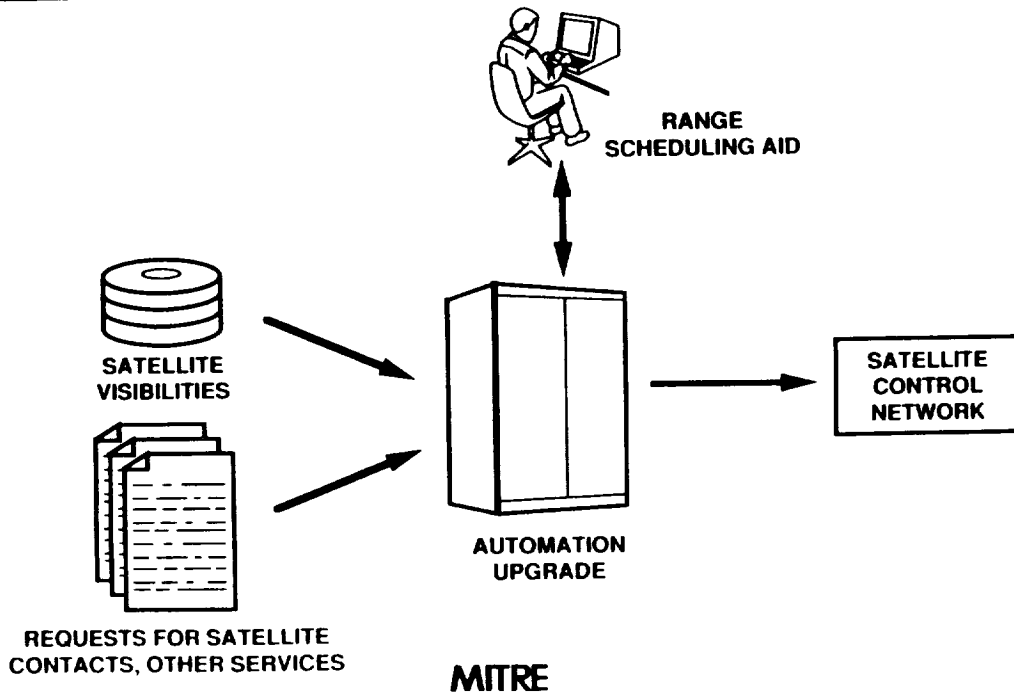 RANGE
SCHEDULING AID
SATELLITE
VISIBILITIES
SATELLITE
CONTROL
NETWORK
AUTOMATION
UPGRADE
REQUESTS FOR SATELLITE
CONTACTS, OTHER SERVICES
MITRE